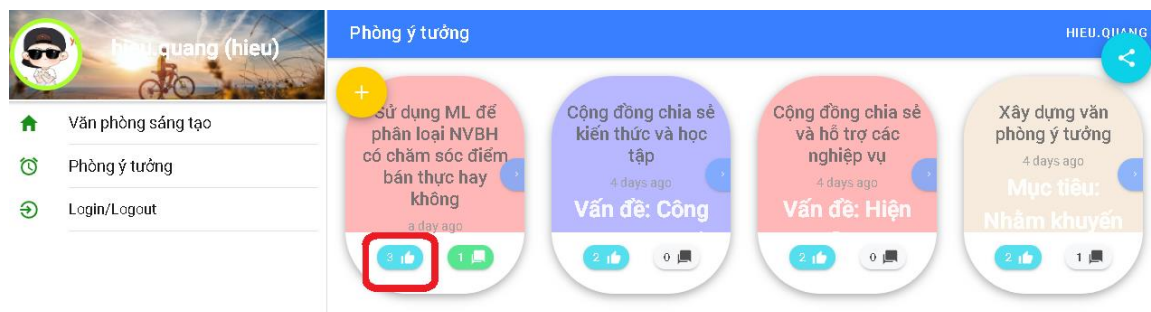 hieu.quang (hieu)
Văn phòng sáng tạo
Phòng ý tưởng
Login/Logout
Phòng ý tưởng
HIEU.QUANG
Sử dụng ML để
phân loại NVBH
có chăm sóc điểm
bán thực hay
không
a day ago
3
1
Cộng đồng chia sẻ
kiến thức và học
tập
4 days ago
Vấn đề: Công
2
0
Cộng đồng chia sẻ
và hỗ trợ các
nghiệp vụ
4 days ago
Vấn đề: Hiện
2
0
Xây dựng văn
phòng ý tưởng
4 days ago
Mục tiêu:
Nhằm khuyến
2
1